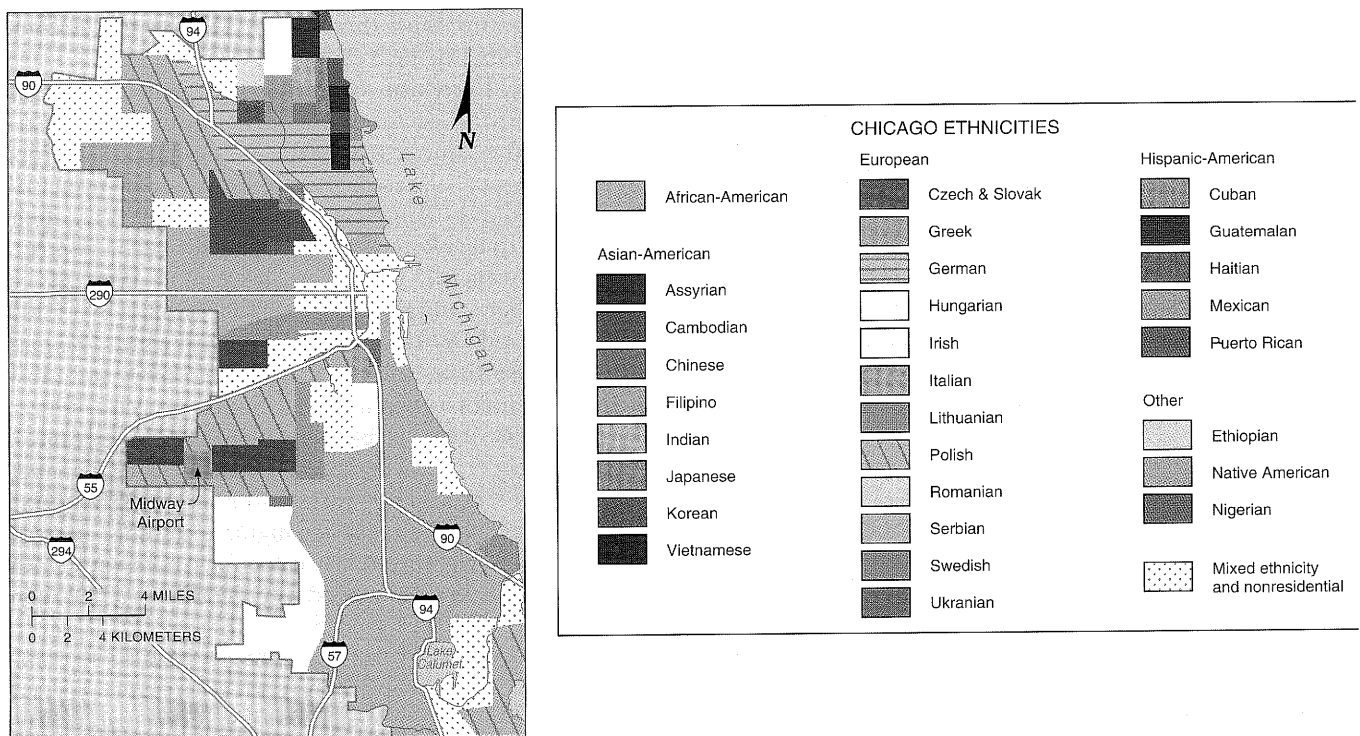 94
90
N
Lake
Michigan
290
55
Midway
Airport
294
90
0 2 4 MILES
0 2 4 KILOMETERS
57
94
Lake
Calumet
CHICAGO ETHNICITIES
African-American
Asian-American
Assyrian
Cambodian
Chinese
Filipino
Indian
Japanese
Korean
Vietnamese
European
Czech & Slovak
Greek
German
Hungarian
Irish
Italian
Lithuanian
Polish
Romanian
Serbian
Swedish
Ukranian
Hispanic-American
Cuban
Guatemalan
Haitian
Mexican
Puerto Rican
Other
Ethiopian
Native American
Nigerian
Mixed ethnicity
and nonresidential